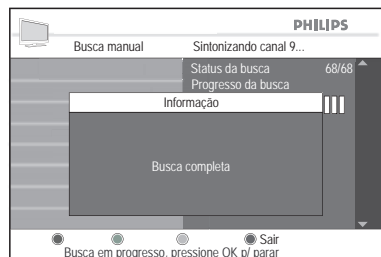 PHILIPS
Busca manual Sintonizando canal 9...
Status da busca 68/68
Progresso da busca
Informação
Busca completa
Sair
Busca em progresso, pressione OK p/ parar